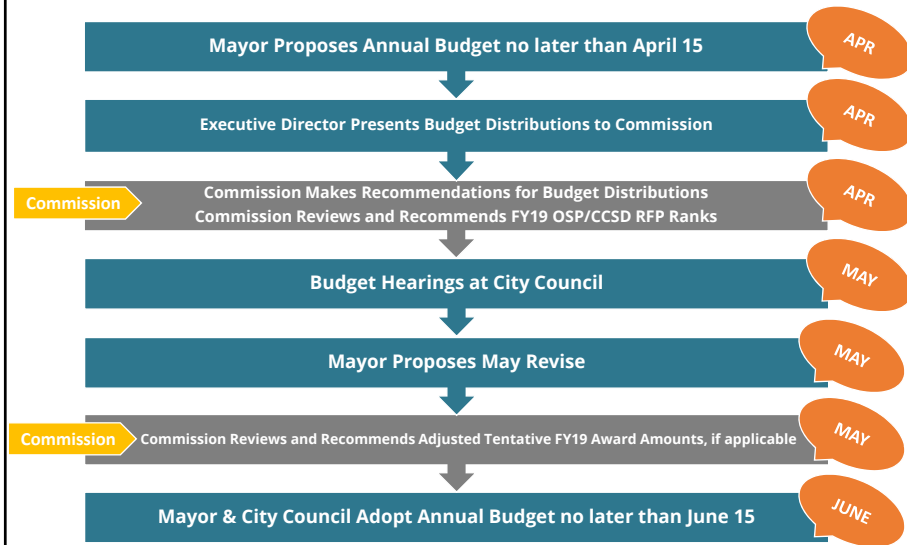 Mayor Proposes Annual Budget no later than April 15
APR
Executive Director Presents Budget Distributions to Commission
APR
Commission
Commission Makes Recommendations for Budget Distributions
Commission Reviews and Recommends FY19 OSP/CCSD RFP Ranks
APR
Budget Hearings at City Council
MAY
Mayor Proposes May Revise
MAY
Commission
Commission Reviews and Recommends Adjusted Tentative FY19 Award Amounts, if applicable
MAY
Mayor & City Council Adopt Annual Budget no later than June 15
JUNE